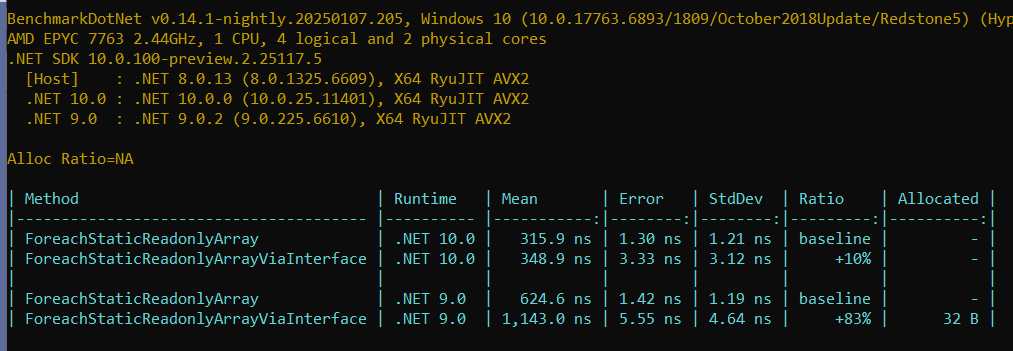 BenchmarkDotNet v0.14.1-nightly.20250107.205, Windows 10 (10.0.17763.6893/1809/October2018Update/Redstone5) (Hyp
AMD EPYC 7763 2.44GHz, 1 CPU, 4 logical and 2 physical cores
.NET SDK 10.0.100-preview.2.25117.5
  [Host]    : .NET 8.0.13 (8.0.1325.6609), X64 RyuJIT AVX2
  .NET 10.0 : .NET 10.0.0 (10.0.25.11401), X64 RyuJIT AVX2
  .NET 9.0  : .NET 9.0.2 (9.0.225.6610), X64 RyuJIT AVX2
Alloc Ratio=NA
| Method                              | Runtime   | Mean       | Error   | StdDev  | Ratio    | Allocated |
|------------------------------------ |---------- |-----------:|--------:|--------:|---------:|----------:|
| ForeachStaticReadonlyArray          | .NET 10.0 |   315.9 ns | 1.30 ns | 1.21 ns | baseline |         - |
| ForeachStaticReadonlyArrayViaInterface | .NET 10.0 |   348.9 ns | 3.33 ns | 3.12 ns |     +10% |         - |
|                                     |           |            |         |         |          |           |
| ForeachStaticReadonlyArray          | .NET 9.0  |   624.6 ns | 1.42 ns | 1.19 ns | baseline |         - |
| ForeachStaticReadonlyArrayViaInterface | .NET 9.0  | 1,143.0 ns | 5.55 ns | 4.64 ns |     +83% |      32 B |